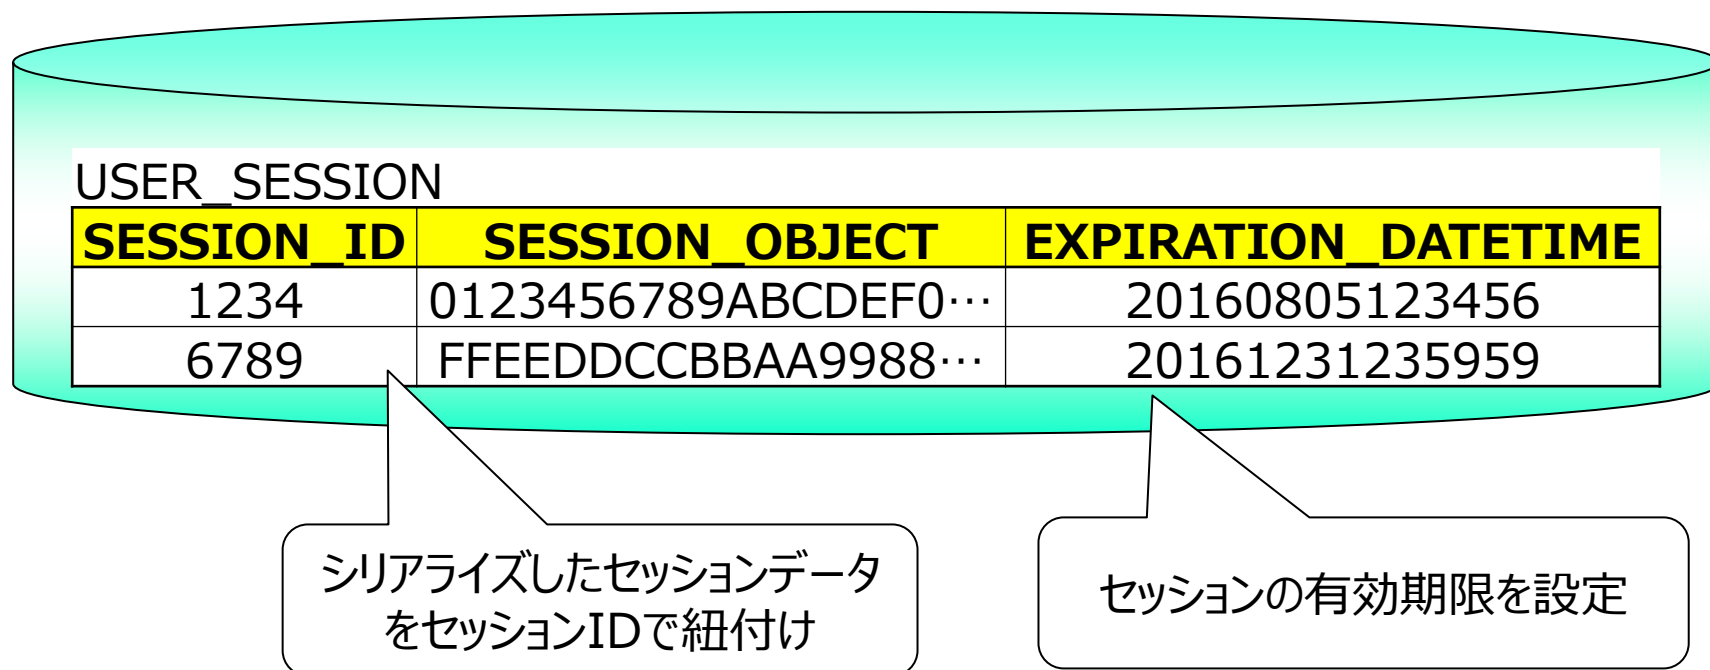 USER_SESSION
SESSION_ID SESSION_OBJECT EXPIRATION_DATETIME
1234 0123456789ABCDEF0… 20160805123456
6789 FFEEDDCCBBAA9988… 20161231235959
シリアライズしたセッションデータ
をセッションIDで紐付け
セッションの有効期限を設定